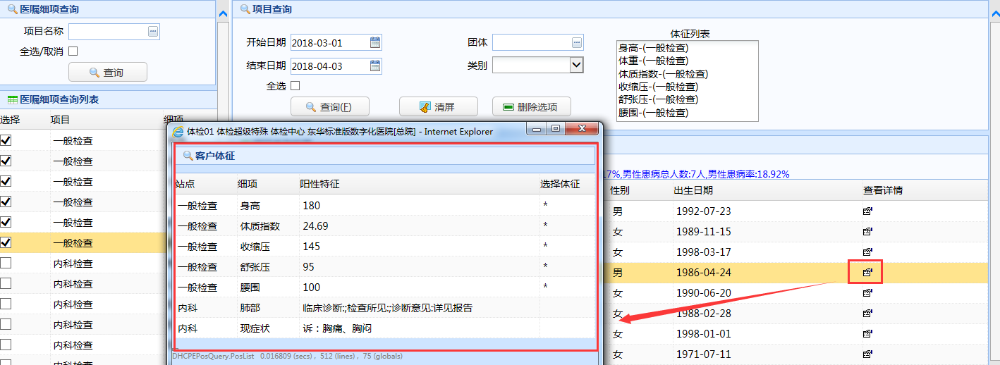 医嘱细项查询
项目名称
全选/取消
查询
医嘱细项查询列表
选择 项目 细项
一般检查
一般检查
一般检查
一般检查
一般检查
一般检查
内科检查
内科检查
内科检查
内科检查
内科检查
项目查询
开始日期 2018-03-01 团体
结束日期 2018-04-03 类别
全选
查询(F) 清屏 删除选项
体征列表
身高-(一般检查)
体重-(一般检查)
体质指数-(一般检查)
收缩压-(一般检查)
舒张压-(一般检查)
腰围-(一般检查)
体检01 体检超级特殊 体检中心 东华标准版数字化医院[总院] - Internet Explorer
客户体征
站点 细项 阳性特征 选择体征
一般检查 身高 180 *
一般检查 体质指数 24.69 *
一般检查 收缩压 145 *
一般检查 舒张压 95 *
一般检查 腰围 100 *
内科 肺部 临床诊断:;检查所见:;诊断意见:详见报告
内科 现症状 诉：胸痛、胸闷
DHCPEPosQuery.PosList 0.016809 (secs) , 512 (lines) , 75 (globals)
17%,男性患病总人数:7人,男性患病率:18.92%
性别 出生日期 查看详情
男 1992-07-23
女 1989-11-15
女 1998-03-17
男 1986-04-24
女 1990-06-20
女 1988-02-28
女 1998-01-01
女 1971-07-11